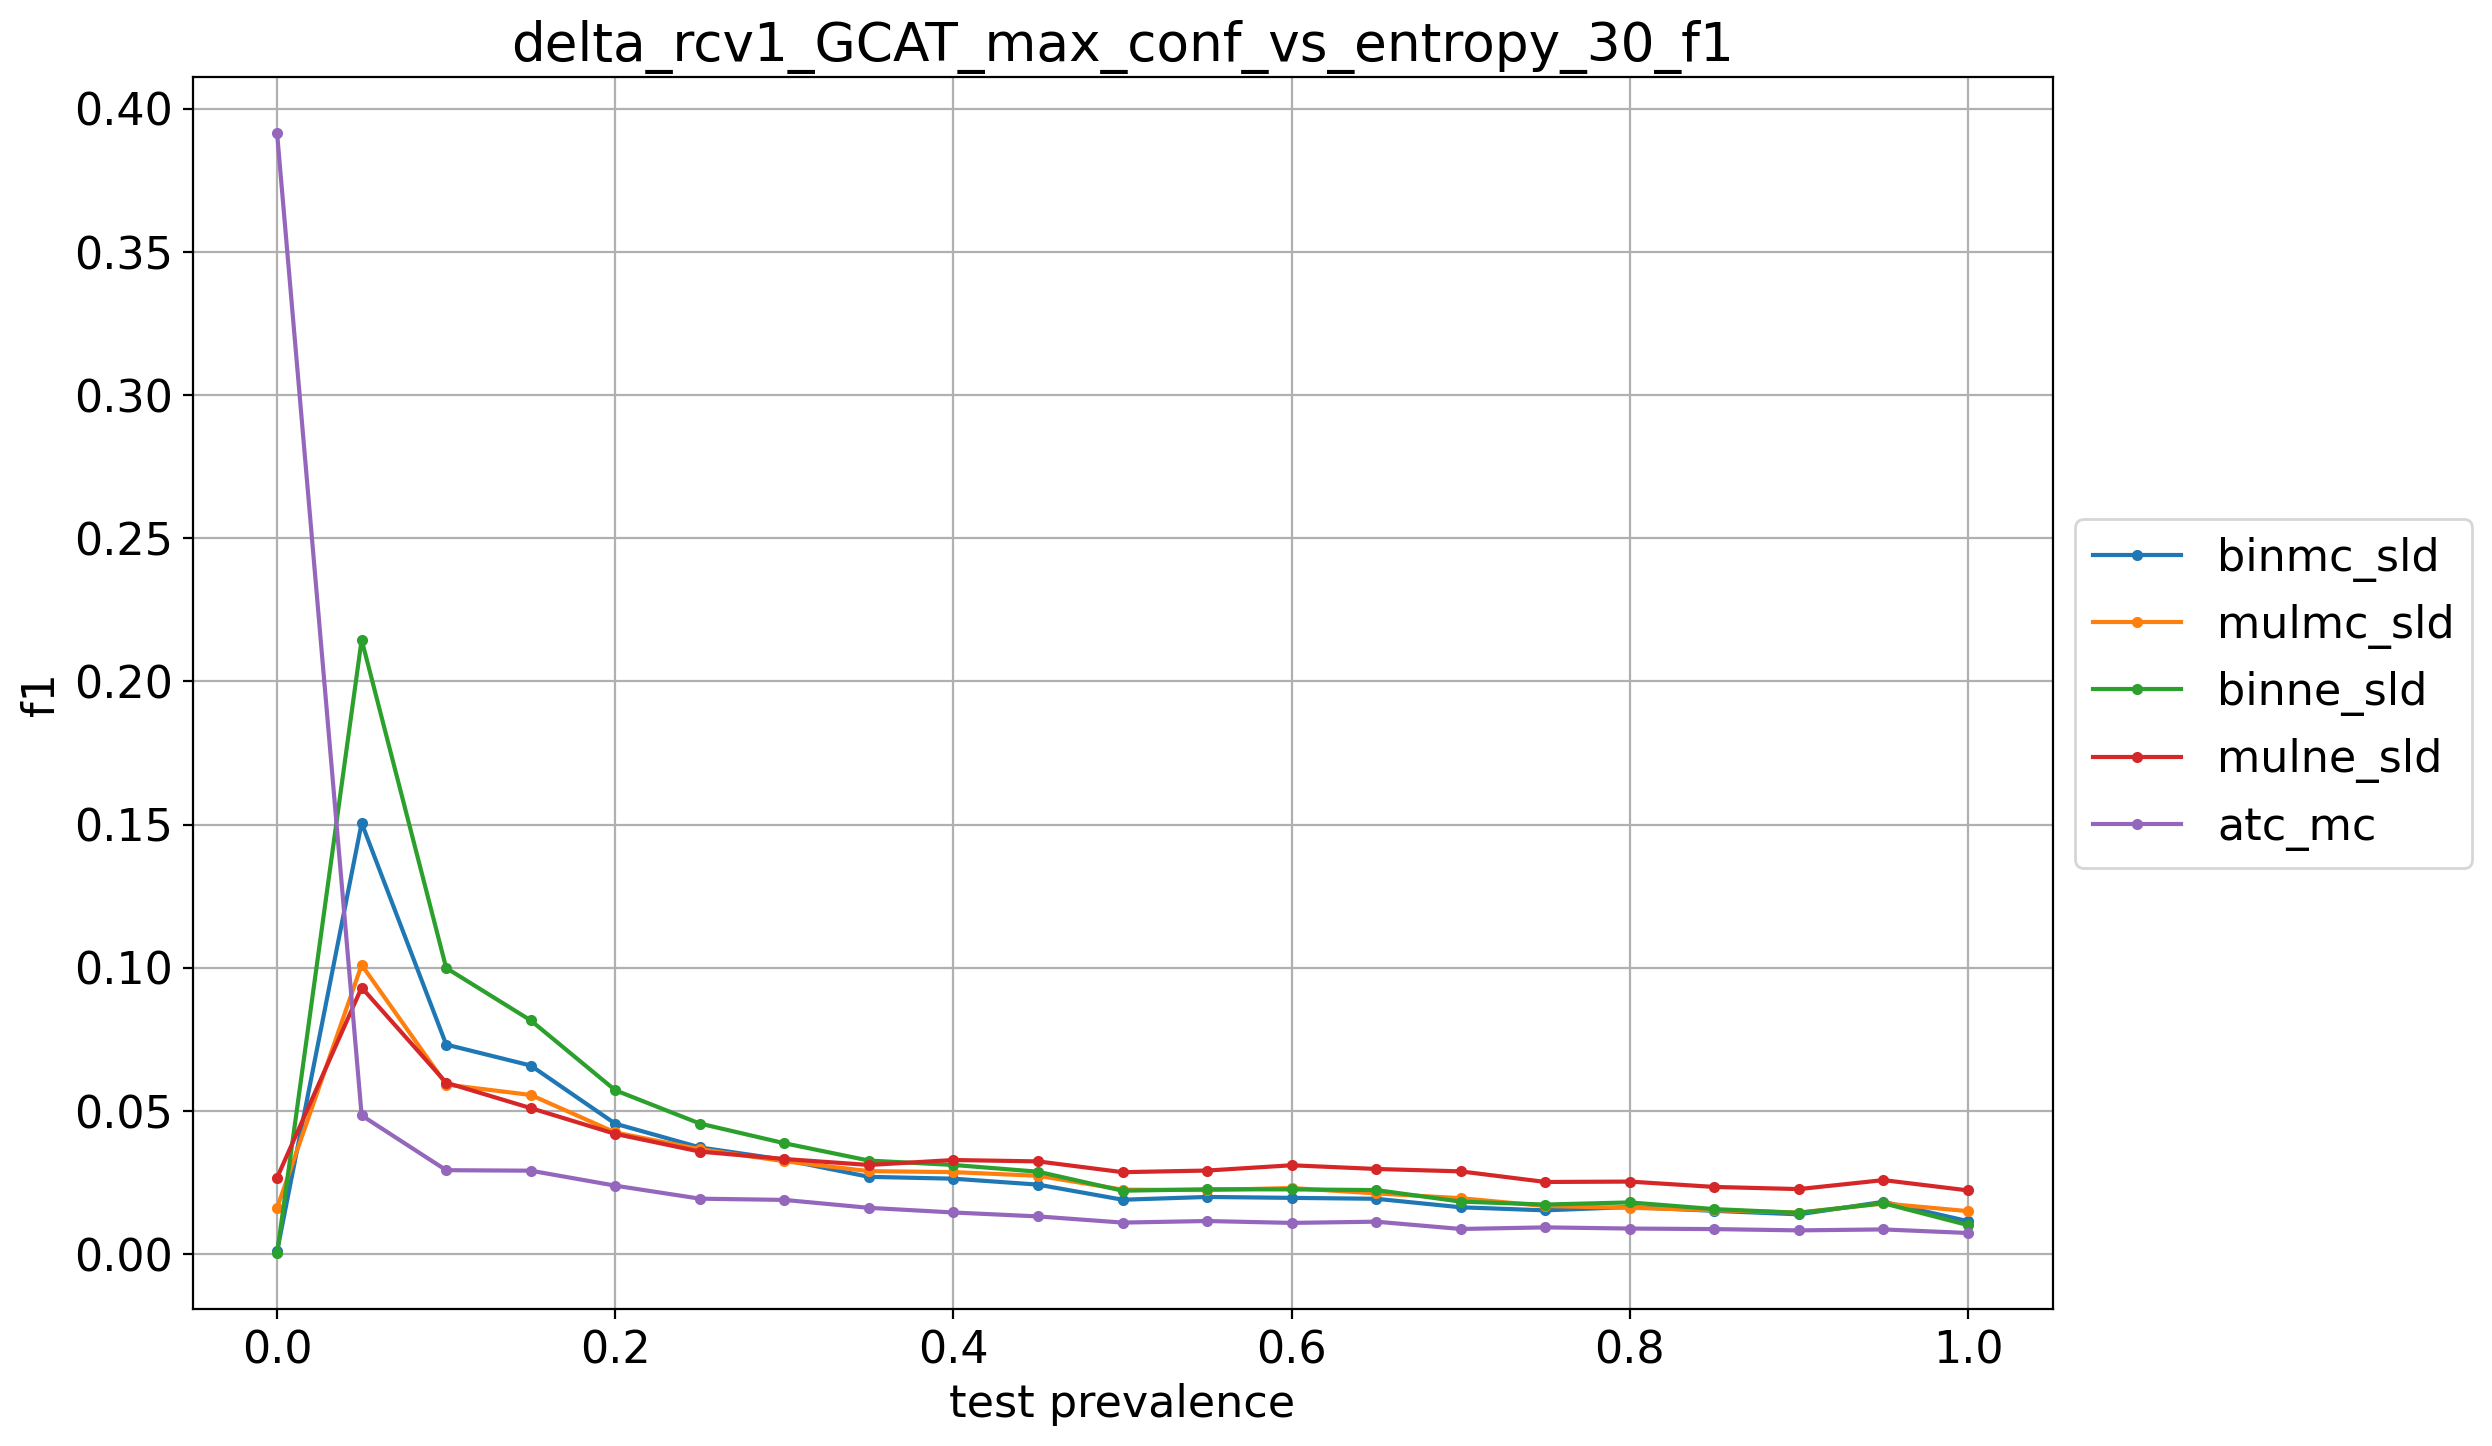 delta_rcv1_GCAT_max_conf_vs_entropy_30_f1
0.40
0.35
0.30
0.25
0.20
0.15
0.10
0.05
0.00
f1
0.0 0.2 0.4 0.6 0.8 1.0
test prevalence
binmc_sld
mulmc_sld
binne_sld
mulne_sld
atc_mc